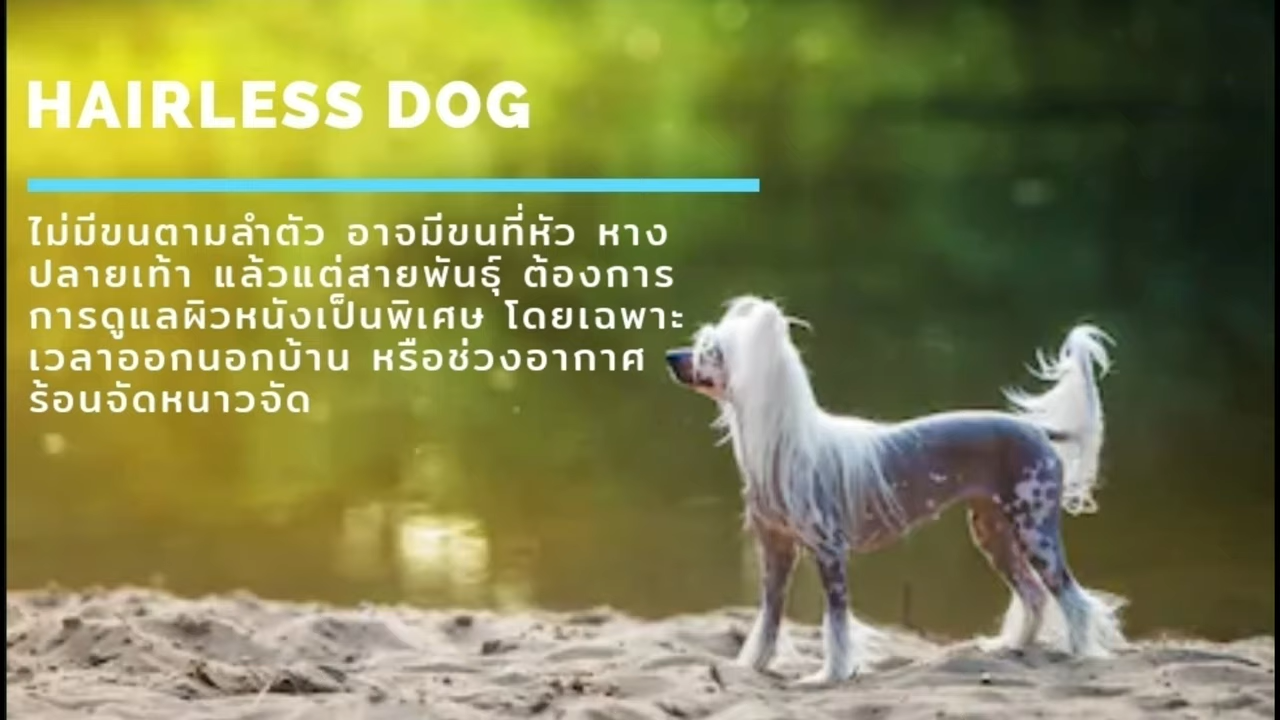 HAIRLESS DOG
ไม่มีขนตามลำตัว อาจมีขนที่หัว หาง
ปลายเท้า แล้วแต่สายพันธุ์ ต้องการ
การดูแลผิวหนังเป็นพิเศษ โดยเฉพาะ
เวลาออกนอกบ้าน หรือช่วงอากาศ
ร้อนจัดหนาวจัด